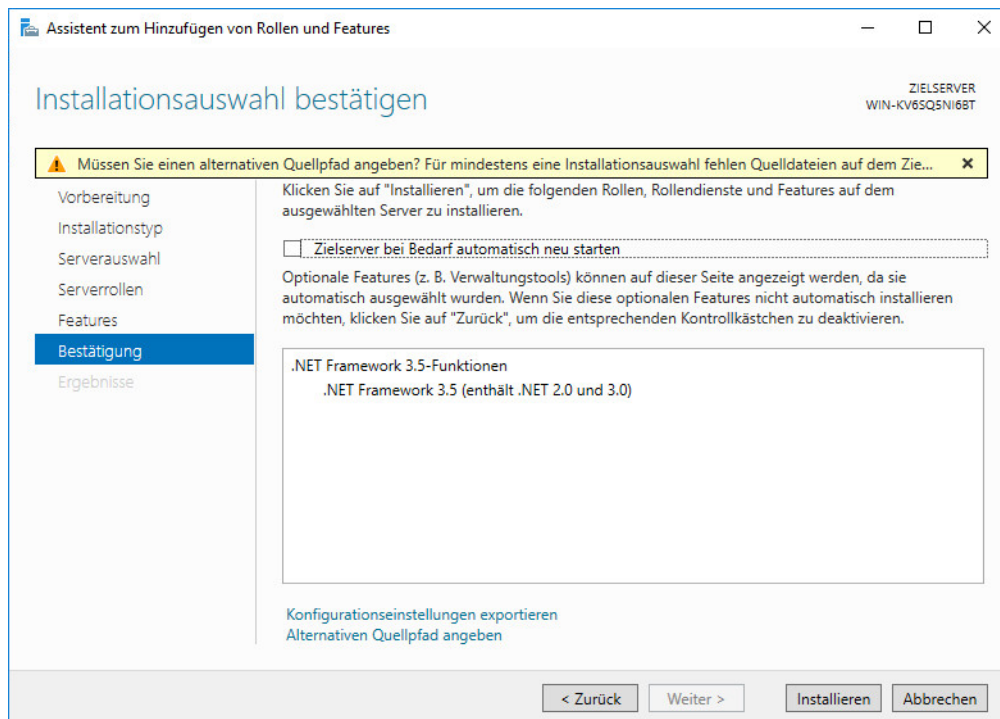 Assistent zum Hinzufügen von Rollen und Features
Installationsauswahl bestätigen
ZIELSERVER
WIN-KV6SQ5NI6BT
Müssen Sie einen alternativen Quellpfad angeben? Für mindestens eine Installationsauswahl fehlen Quelldateien auf dem Zie...
Vorbereitung
Installationstyp
Serverauswahl
Serverrollen
Features
Bestätigung
Ergebnisse
Klicken Sie auf "Installieren", um die folgenden Rollen, Rollendienste und Features auf dem
ausgewählten Server zu installieren.
Zielserver bei Bedarf automatisch neu starten
Optionale Features (z. B. Verwaltungstools) können auf dieser Seite angezeigt werden, da sie
automatisch ausgewählt wurden. Wenn Sie diese optionalen Features nicht automatisch installieren
möchten, klicken Sie auf "Zurück", um die entsprechenden Kontrollkästchen zu deaktivieren.
.NET Framework 3.5-Funktionen
.NET Framework 3.5 (enthält .NET 2.0 und 3.0)
Konfigurationseinstellungen exportieren
Alternativen Quellpfad angeben
< Zurück
Weiter >
Installieren
Abbrechen